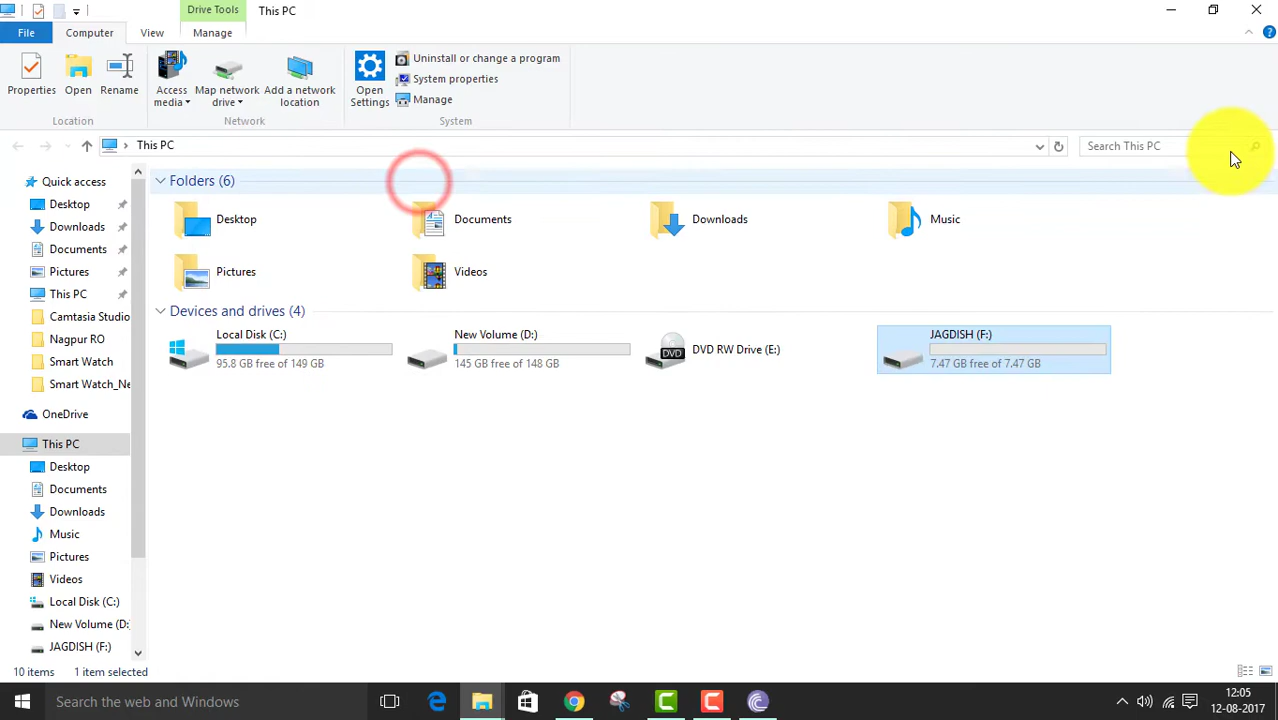 Drive Tools
This PC
File
Computer
View
Manage
Properties
Open
Rename
Location
Access media
Map network drive
Add a network location
Network
Open Settings
Uninstall or change a program
System properties
Manage
System
This PC
Search This PC
Quick access
Desktop
Downloads
Documents
Pictures
This PC
Camtasia Studio
Nagpur RO
Smart Watch
Smart Watch_Ne
OneDrive
This PC
Desktop
Documents
Downloads
Music
Pictures
Videos
Local Disk (C:)
New Volume (D:
JAGDISH (F:)
Folders (6)
Desktop
Documents
Downloads
Music
Pictures
Videos
Devices and drives (4)
Local Disk (C:)
95.8 GB free of 149 GB
New Volume (D:)
145 GB free of 148 GB
DVD
DVD RW Drive (E:)
JAGDISH (F:)
7.47 GB free of 7.47 GB
10 items
1 item selected
Search the web and Windows
12:05
12-08-2017